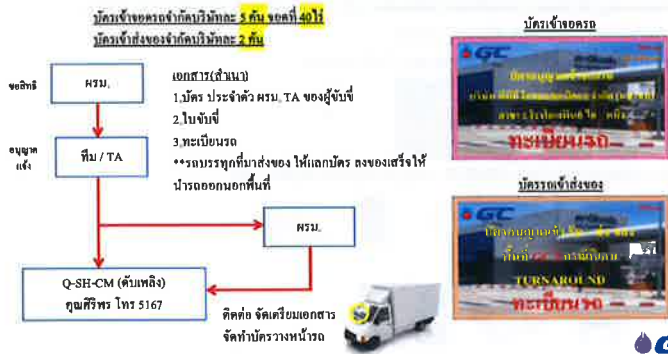 บัตรเข้าจอดรถจำกัดบริษัทละ 5 คัน จอดที่ 40ไร่
บัตรเข้าส่งของจำกัดบริษัทละ 2 คัน
บัตรเข้าจอดรถ
ขอสิทธิ
ผรม.
เอกสาร(สำเนา)
1.บัตร ประจำตัว ผรม. TA ของผู้ขับขี่
2.ใบขับขี่
3.ทะเบียนรถ
**รถบรรทุกที่มาส่งของ ให้แลกบัตร ลงของเสร็จให้
นำรถออกนอกพื้นที่
อนุญาต
แจ้ง
ทีม / TA
GC
ทะเบียนรถ
บัตรรถเข้าส่งของ
ผรม.
GC
TURNAROUND
ทะเบียนรถ
Q-SH-CM (ดับเพลิง)
คุณศิริพร โทร 5167
ติดต่อ จัดเตรียมเอกสาร
จัดทำบัตรวางหน้ารถ